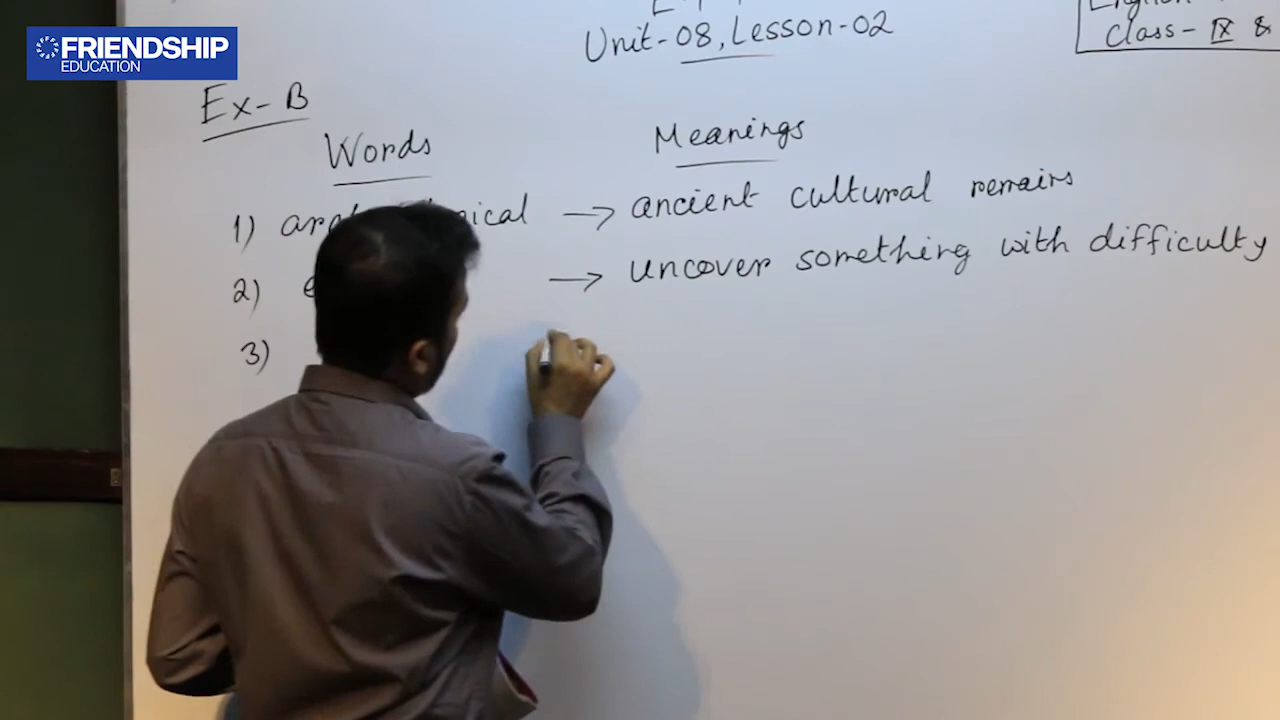 FRIENDSHIP
EDUCATION
Unit-08, Lesson-02
Class- IX &
Ex- B
Words
Meanings
1) → ancient cultural remains
2) → uncover something with difficulty
3)